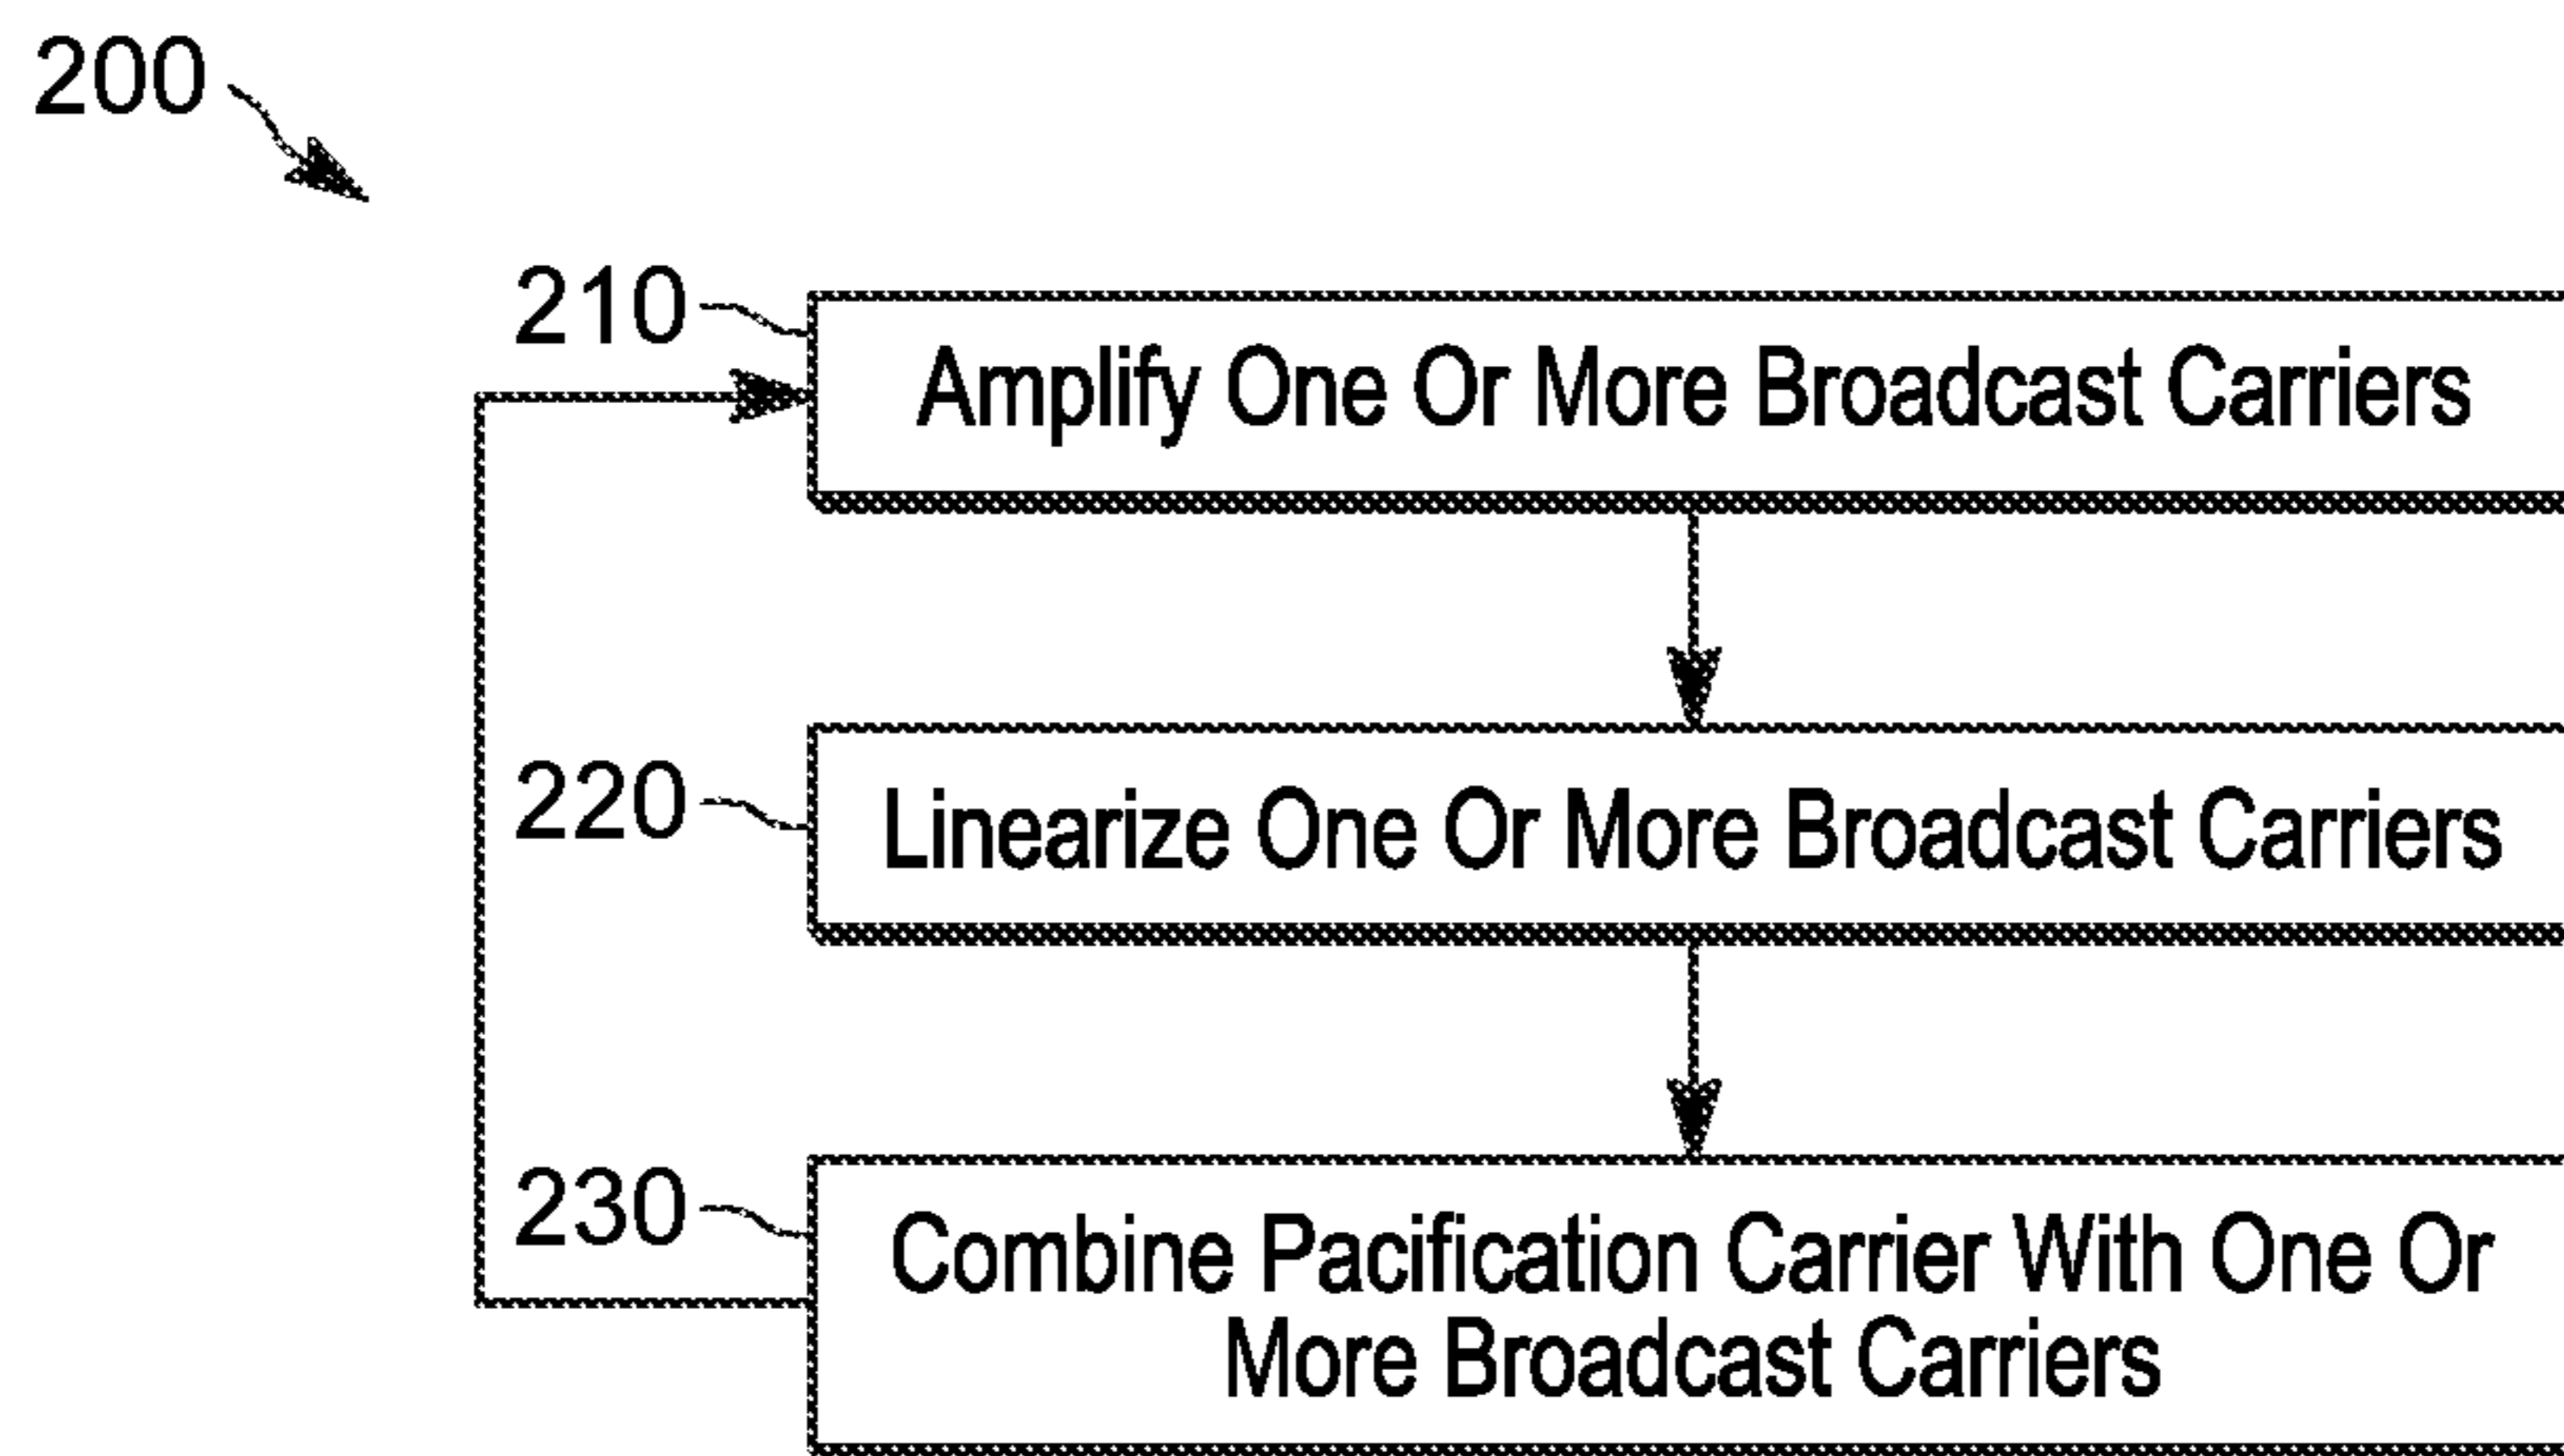 200
210
Amplify One Or More Broadcast Carriers
220
Linearize One Or More Broadcast Carriers
230
Combine Pacification Carrier With One Or
More Broadcast Carriers